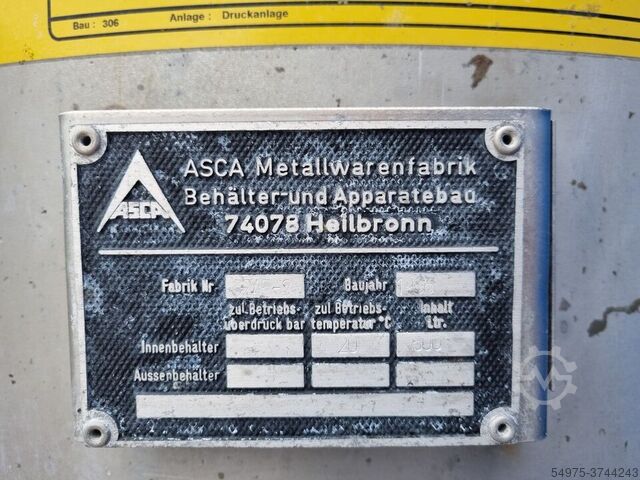 Bau : 306 Anlage : Druckanlage
ASCA
ASCA Metallwarenfabrik
Behälter-und Apparatebau
74078 Heilbronn
Fabrik Nr Baujahr
zul Betriebs- zul Betriebs- Inhalt
überdruck bar temperatur °C Ltr.
Innenbehälter 20
Aussenbehälter
54975-3744243